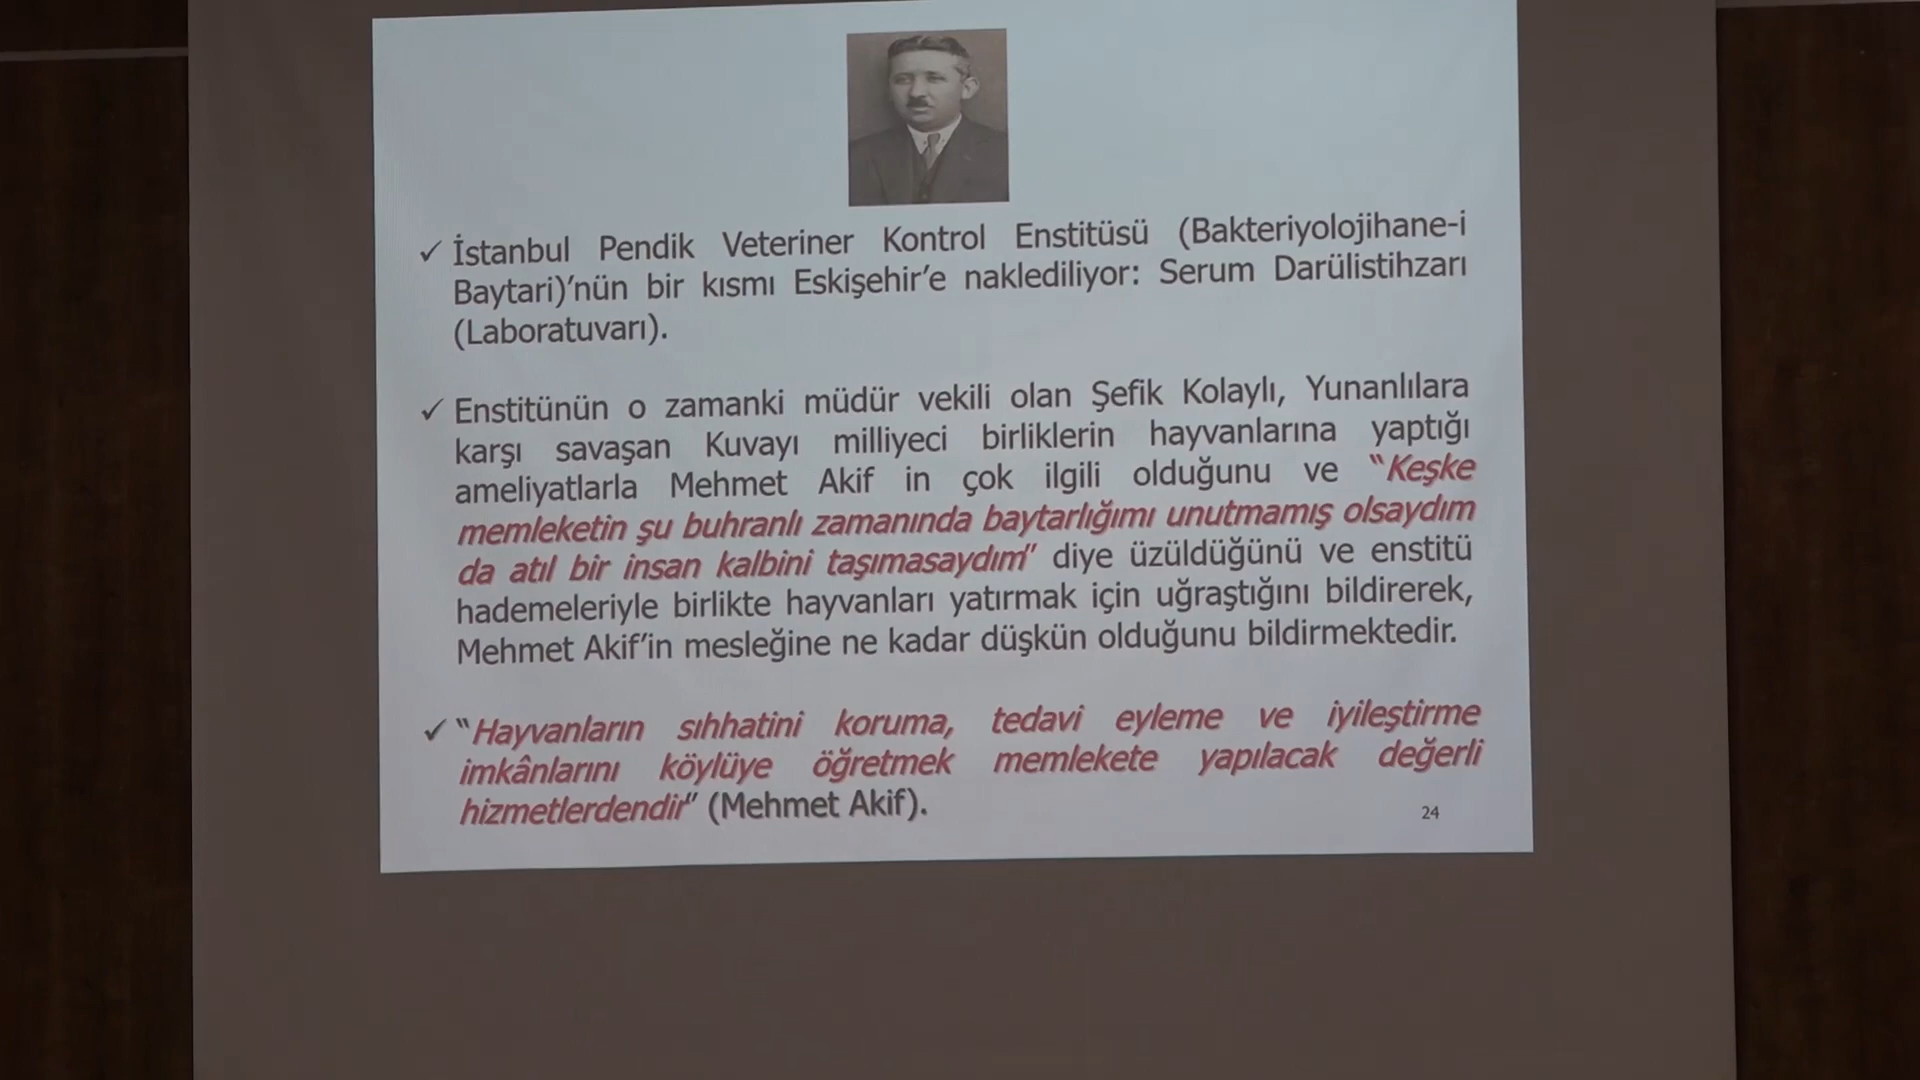 ✓ İstanbul Pendik Veteriner Kontrol Enstitüsü (Bakteriyolojihane-i
Baytari)’nün bir kısmı Eskişehir’e naklediliyor: Serum Darülistihzarı
(Laboratuvarı).
✓ Enstitünün o zamanki müdür vekili olan Şefik Kolaylı, Yunanlılara
karşı savaşan Kuvayı milliyeci birliklerin hayvanlarına yaptığı
ameliyatlarla Mehmet Akif in çok ilgili olduğunu ve “Keşke
memleketin şu buhranlı zamanında baytarlığımı unutmamış olsaydım
da atıl bir insan kalbini taşımasaydım” diye üzüldüğünü ve enstitü
hademeleriyle birlikte hayvanları yatırmak için uğraştığını bildirerek,
Mehmet Akif’in mesleğine ne kadar düşkün olduğunu bildirmektedir.
✓ “Hayvanların sıhhatini koruma, tedavi eyleme ve iyileştirme
imkânlarını köylüye öğretmek memlekete yapılacak değerli
hizmetlerdendir” (Mehmet Akif).
24